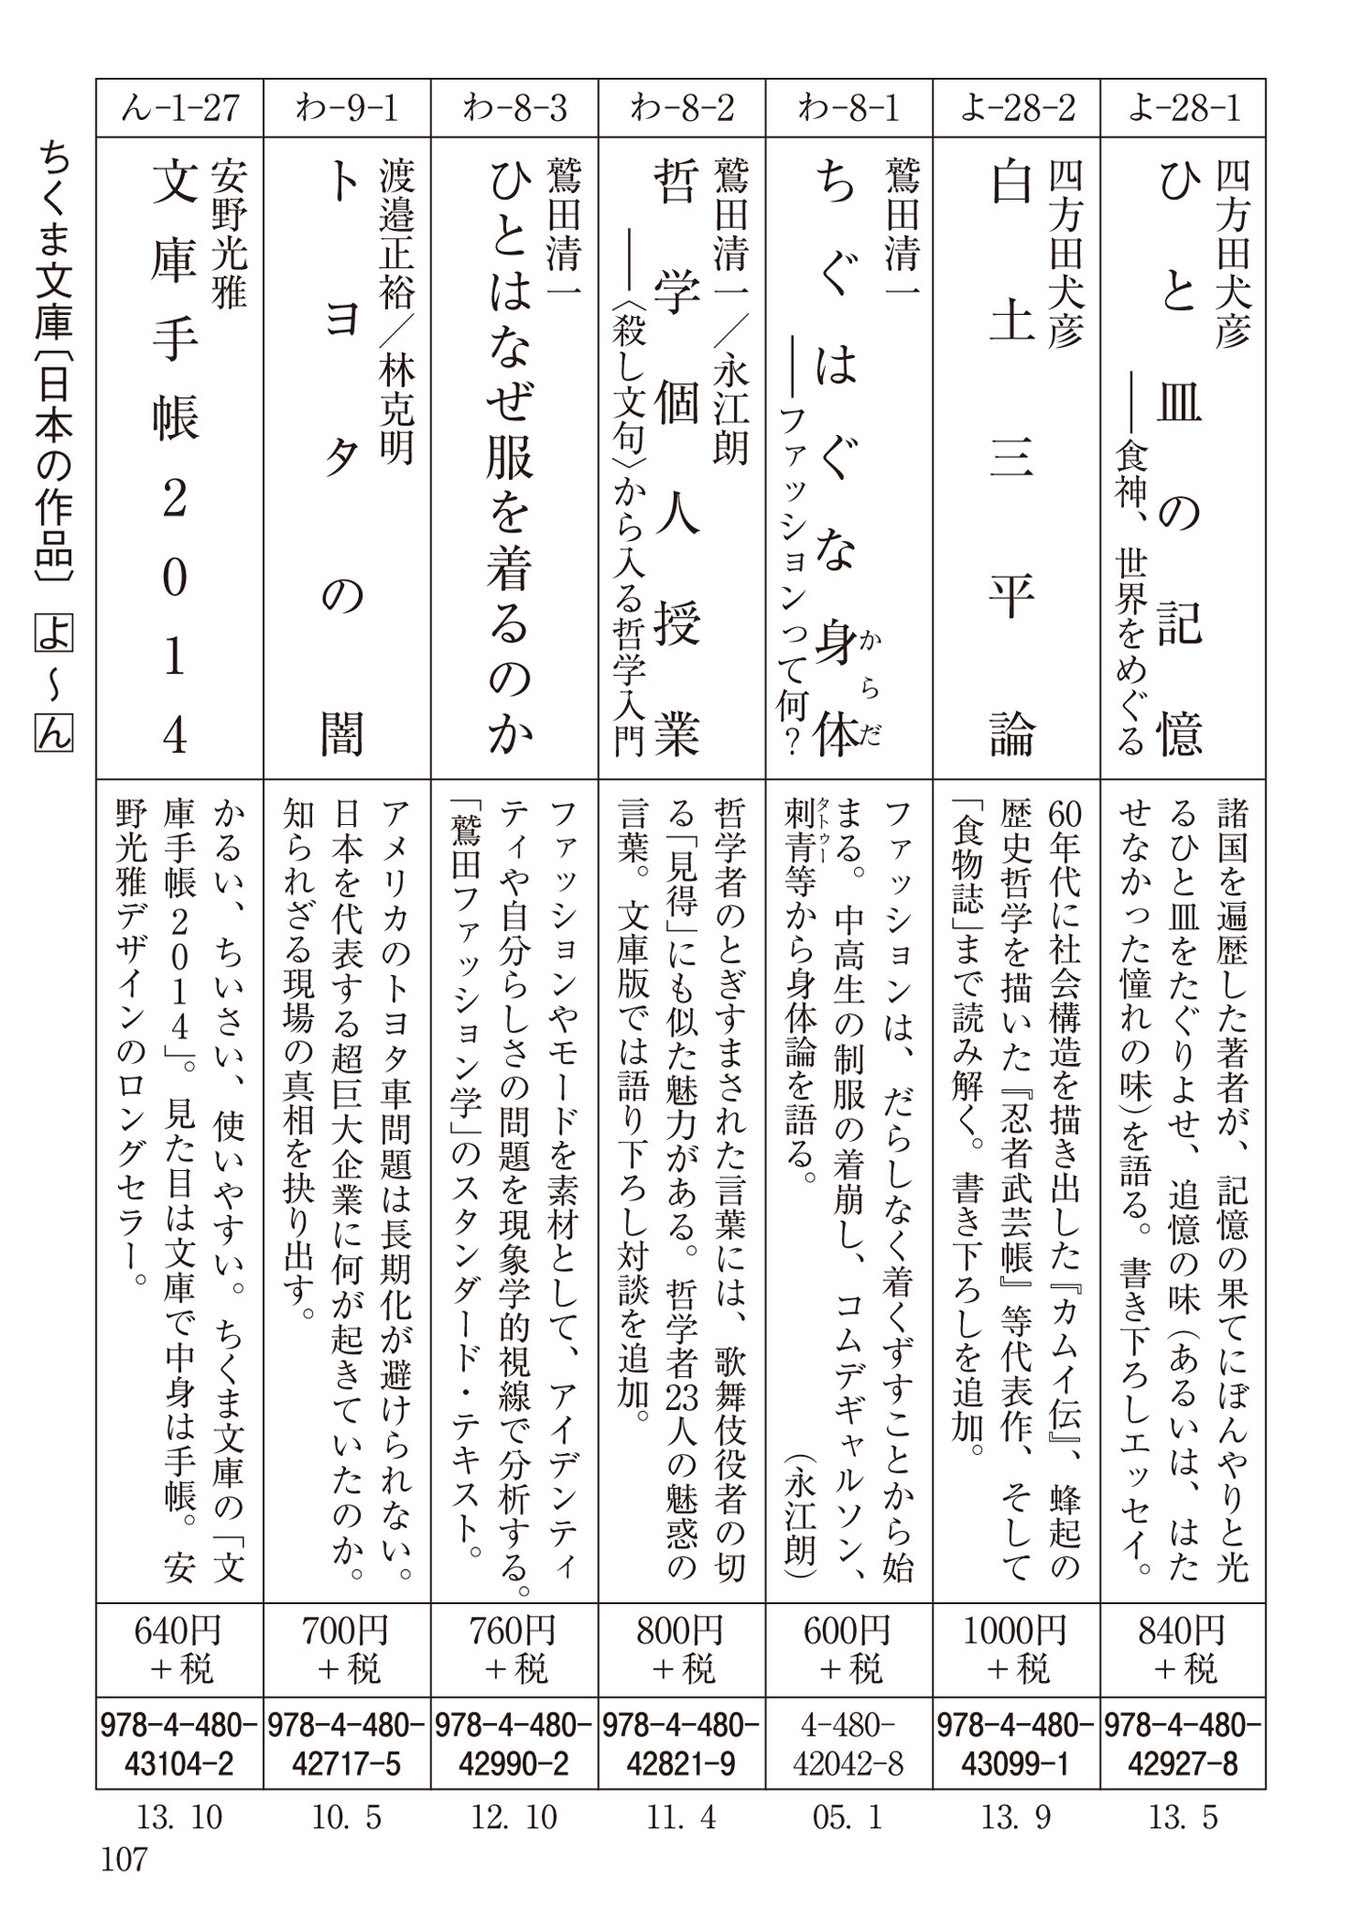 よ-28-1
四方田犬彦
ひと皿の記憶
――食神、世界をめぐる
諸国を遍歴した著者が、記憶の果てにぼんやりと光
るひと皿をたぐりよせ、追憶の味（あるいは、はた
せなかった憧れの味）を語る。書き下ろしエッセイ。
840円
＋税
978-4-480-
42927-8
13. 5
よ-28-2
四方田犬彦
白土三平論
60年代に社会構造を描き出した『カムイ伝』、蜂起の
歴史哲学を描いた『忍者武芸帳』等代表作、そして
「食物誌」まで読み解く。書き下ろしを追加。
1000円
＋税
978-4-480-
43099-1
13. 9
わ-8-1
鷲田清一
ちぐはぐな身体
からだ
――ファッションって何？
ファッションは、だらしなく着くずすことから始
まる。中高生の制服の着崩し、コムデギャルソン、
タトゥー
刺青等から身体論を語る。（永江朗）
600円
＋税
4-480-
42042-8
05. 1
わ-8-2
鷲田清一／永江朗
哲学個人授業
――〈殺し文句〉から入る哲学入門
哲学者のとぎすまされた言葉には、歌舞伎役者の切
る「見得」にも似た魅力がある。哲学者23人の魅惑の
言葉。文庫版では語り下ろし対談を追加。
800円
＋税
978-4-480-
42821-9
11. 4
わ-8-3
鷲田清一
ひとはなぜ服を着るのか
ファッションやモードを素材として、アイデンティ
ティや自分らしさの問題を現象学的視線で分析する。
「鷲田ファッション学」のスタンダード・テキスト。
760円
＋税
978-4-480-
42990-2
12. 10
わ-9-1
渡邉正裕／林克明
トヨタの闇
アメリカのトヨタ車問題は長期化が避けられない。
日本を代表する超巨大企業に何が起きていたのか。
知られざる現場の真相を抉り出す。
700円
＋税
978-4-480-
42717-5
10. 5
ん-1-27
安野光雅
文庫手帳2014
かるい、ちいさい、使いやすい。ちくま文庫の「文
庫手帳2014」。見た目は文庫で中身は手帳。安
野光雅デザインのロングセラー。
640円
＋税
978-4-480-
43104-2
13. 10
ちくま文庫〔日本の作品〕 よ～ん
107